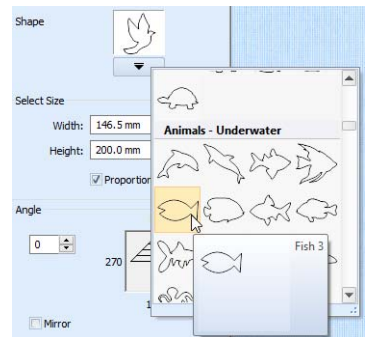 Shape
Select Size
Width: 146.5 mm
Height: 200.0 mm
Proportion
Angle
0
270
1
Mirror
Animals - Underwater
Fish 3